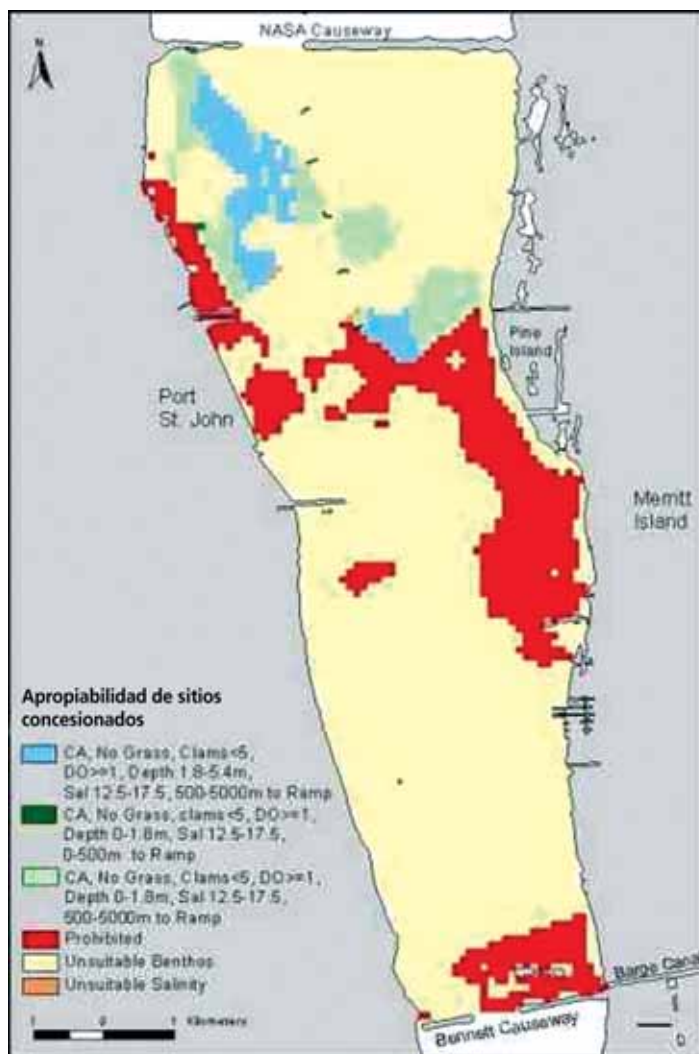 NASA Causeway
N
Pine
Island
Port
St. John
Merritt
Island
Apropiabilidad de sitios
concesionados
CA, No Grass, Clams<5,
DO>=1, Depth 1.8-5.4m,
Sal 12.5-17.5, 500-5000m to Ramp
CA, No Grass, clams<5, DO>=1,
Depth 0-1.8m, Sal 12.5-17.5,
0-500m to Ramp
CA, No Grass, Clams<5, DO>=1,
Depth 0-1.8m, Sal 12.5-17.5,
500-5000m to Ramp
Prohibited
Unsuitable Benthos
Unsuitable Salinity
1 0 1 Kilometers
Barge Canal
Bennett Causeway